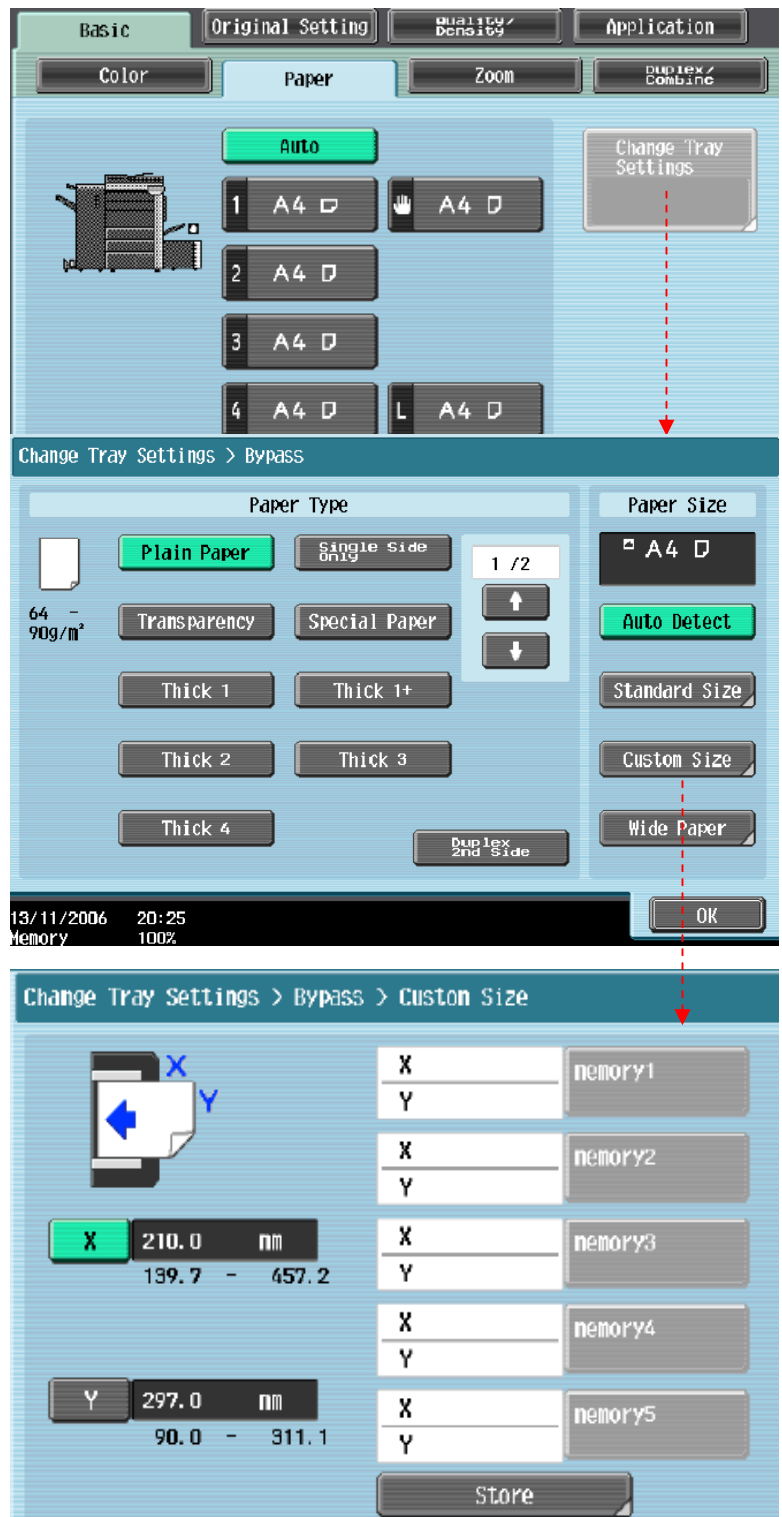 Basic Original Setting Quality/ Density Application
Color Paper Zoom Duplex/ Combine
Auto
Change Tray
Settings
1 A4 A4
2 A4
3 A4
4 A4 L A4
Change Tray Settings > Bypass
Paper Type Paper Size
Plain Paper Single Side Only 1 /2 A4
64 -
90g/m²
Transparency Special Paper Auto Detect
Thick 1 Thick 1+ Standard Size
Thick 2 Thick 3 Custom Size
Thick 4 Duplex 2nd Side Wide Paper
13/11/2006 20:25 OK
Memory 100%
Change Tray Settings > Bypass > Custom Size
X
Y
X
Y
memory1
X
Y
memory2
X 210.0 mm
139.7 - 457.2
X
Y
memory3
X
Y
memory4
Y 297.0 mm
90.0 - 311.1
X
Y
memory5
Store